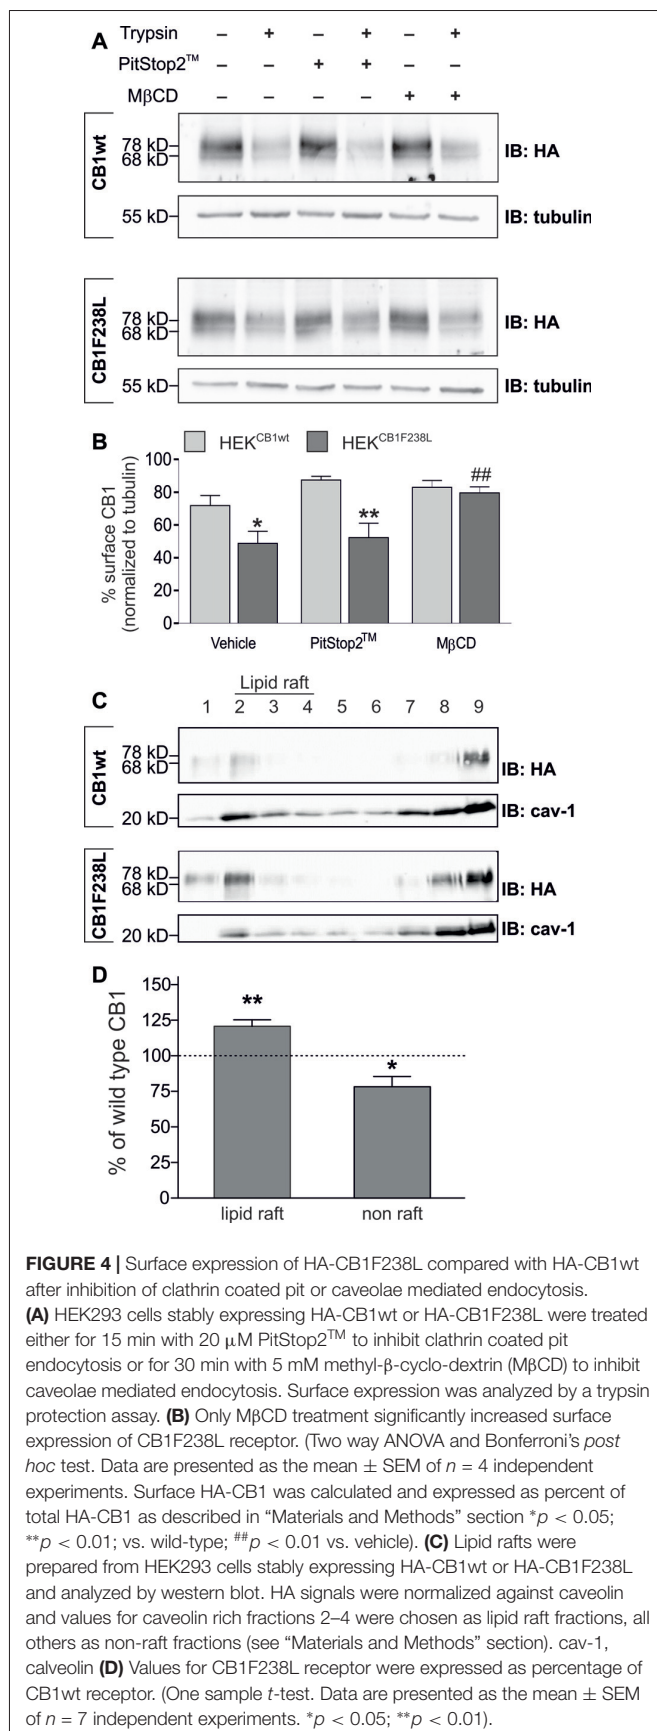 A
Trypsin – + – + – +
PitStop2™ – – + + – –
MβCD – – – – + +
CB1wt
78 kD
68 kD
IB: HA
55 kD
IB: tubulin
CB1F238L
78 kD
68 kD
IB: HA
55 kD
IB: tubulin
B
HEK^CB1wt HEK^CB1F238L
% surface CB1
(normalized to tubulin)
100
80
60
40
20
0
* ** ##
Vehicle PitStop2™ MβCD
C
Lipid raft
1 2 3 4 5 6 7 8 9
CB1wt
78 kD
68 kD
IB: HA
20 kD
IB: cav-1
CB1F238L
78 kD
68 kD
IB: HA
20 kD
IB: cav-1
D
% of wild type CB1
150
125
100
75
50
25
0
** *
lipid raft non raft
FIGURE 4 | Surface expression of HA-CB1F238L compared with HA-CB1wt
after inhibition of clathrin coated pit or caveolae mediated endocytosis.
(A) HEK293 cells stably expressing HA-CB1wt or HA-CB1F238L were treated
either for 15 min with 20 μM PitStop2™ to inhibit clathrin coated pit
endocytosis or for 30 min with 5 mM methyl-β-cyclo-dextrin (MβCD) to inhibit
caveolae mediated endocytosis. Surface expression was analyzed by a trypsin
protection assay. (B) Only MβCD treatment significantly increased surface
expression of CB1F238L receptor. (Two way ANOVA and Bonferroni's post
hoc test. Data are presented as the mean ± SEM of n = 4 independent
experiments. Surface HA-CB1 was calculated and expressed as percent of
total HA-CB1 as described in “Materials and Methods” section *p < 0.05;
**p < 0.01; vs. wild-type; ##p < 0.01 vs. vehicle). (C) Lipid rafts were
prepared from HEK293 cells stably expressing HA-CB1wt or HA-CB1F238L
and analyzed by western blot. HA signals were normalized against caveolin
and values for caveolin rich fractions 2–4 were chosen as lipid raft fractions, all
others as non-raft fractions (see “Materials and Methods” section). cav-1,
calveolin (D) Values for CB1F238L receptor were expressed as percentage of
CB1wt receptor. (One sample t-test. Data are presented as the mean ± SEM
of n = 7 independent experiments. *p < 0.05; **p < 0.01).